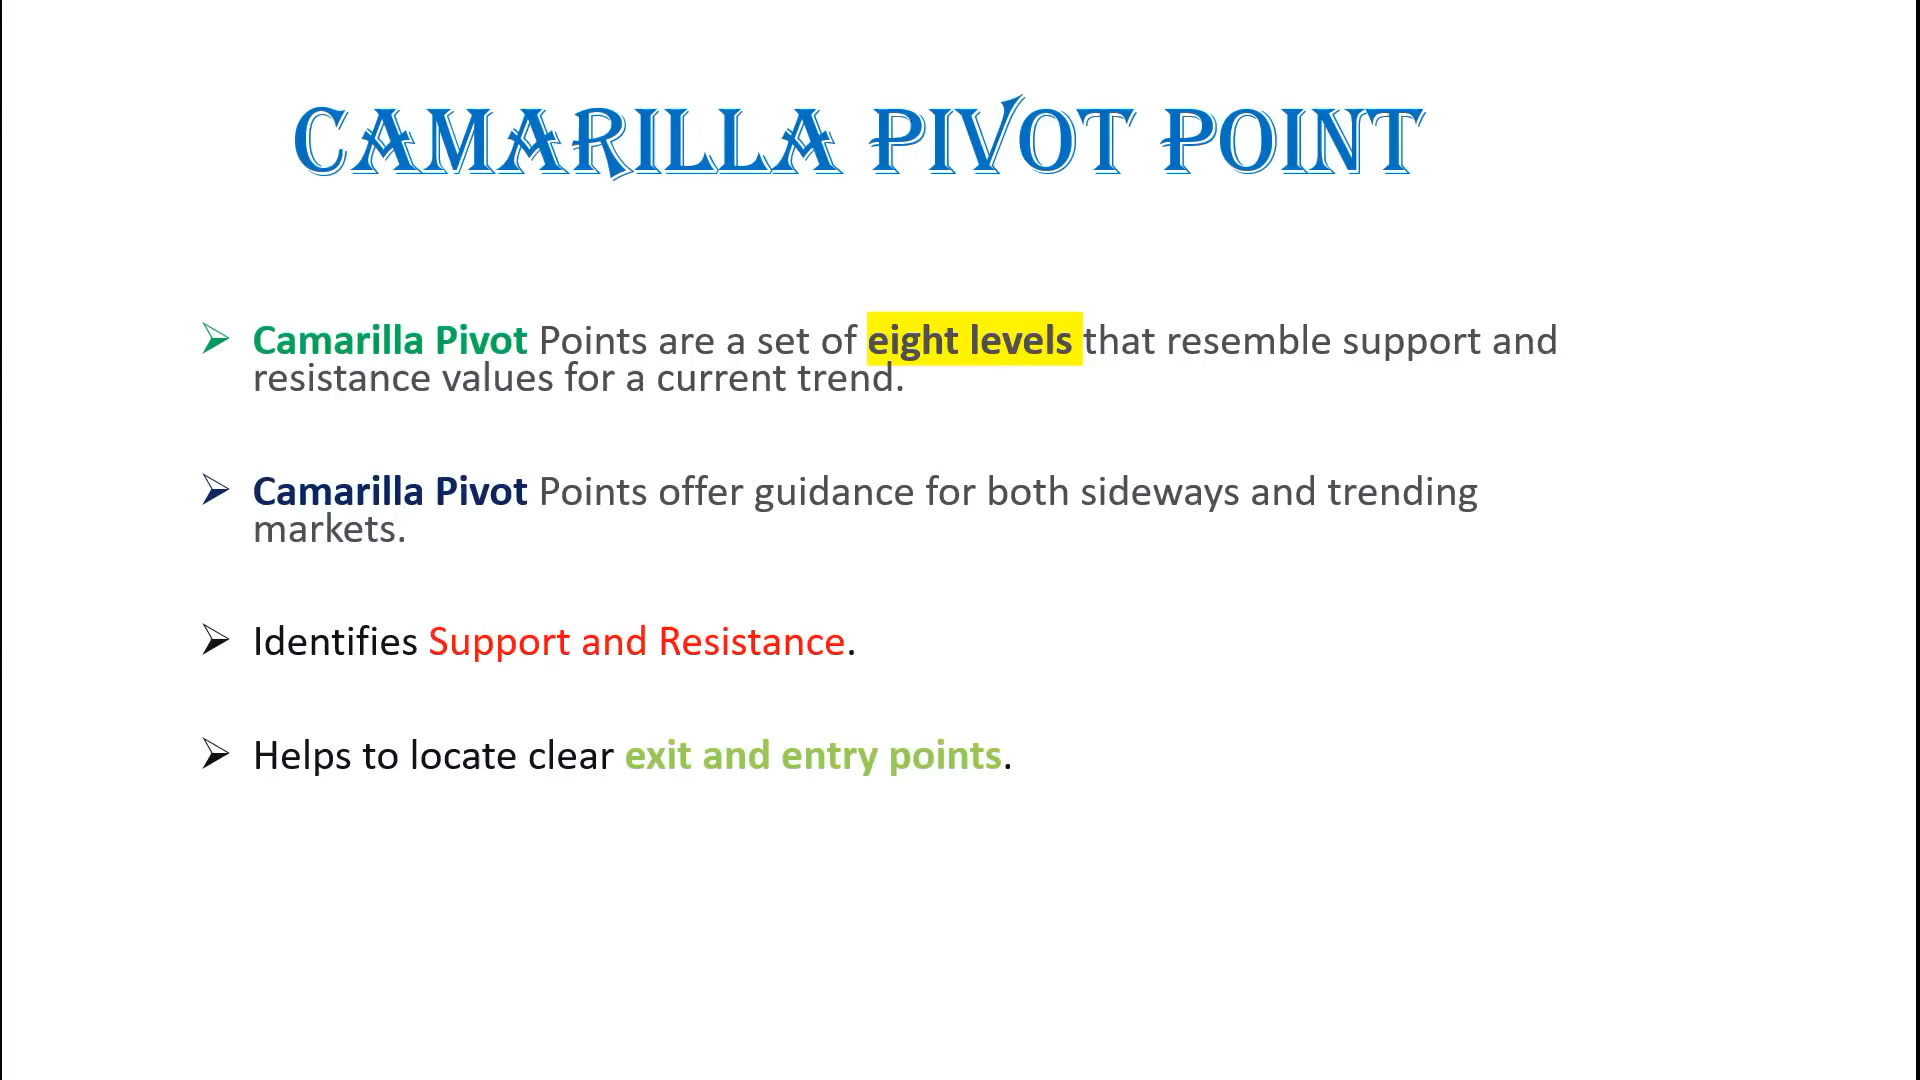 CAMARILLA PIVOT POINT
Camarilla Pivot Points are a set of eight levels that resemble support and
resistance values for a current trend.
Camarilla Pivot Points offer guidance for both sideways and trending
markets.
Identifies Support and Resistance.
Helps to locate clear exit and entry points.